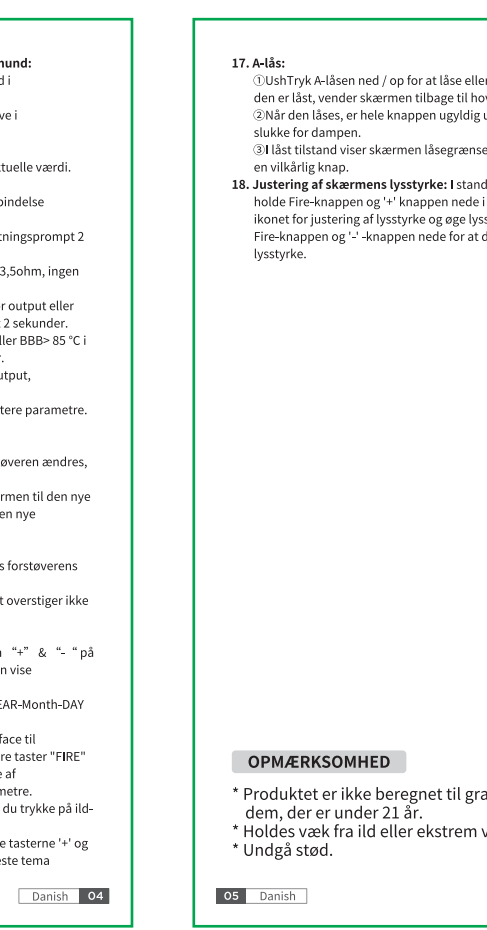 mund:
d i
ve i
tuelle værdi.
bindelse
tningsprompt 2
3,5ohm, ingen
r output eller
t 2 sekunder.
ller BBB> 85 °C i
r.
utput,
tere parametre.
øveren ændres,
rmen til den nye
en nye
s forstøverens
t overstiger ikke
“+” & “- “ på
n vise
EAR-Month-DAY
face til
re taster "FIRE"
e af
metre.
du trykke på ild-
e tasterne '+' og
este tema
Danish 04
17. A-lås:
①UshTryk A-låsen ned / op for at låse eller
den er låst, vender skærmen tilbage til hov
②Når den låses, er hele knappen ugyldig u
slukke for dampen.
③I låst tilstand viser skærmen låsegrænse
en vilkårlig knap.
18. Justering af skærmens lysstyrke: I stand
holde Fire-knappen og '+' knappen nede i
ikonet for justering af lysstyrke og øge lyss
Fire-knappen og '-' -knappen nede for at d
lysstyrke.
OPMÆRKSOMHED
* Produktet er ikke beregnet til gra
dem, der er under 21 år.
* Holdes væk fra ild eller ekstrem v
* Undgå stød.
05 Danish